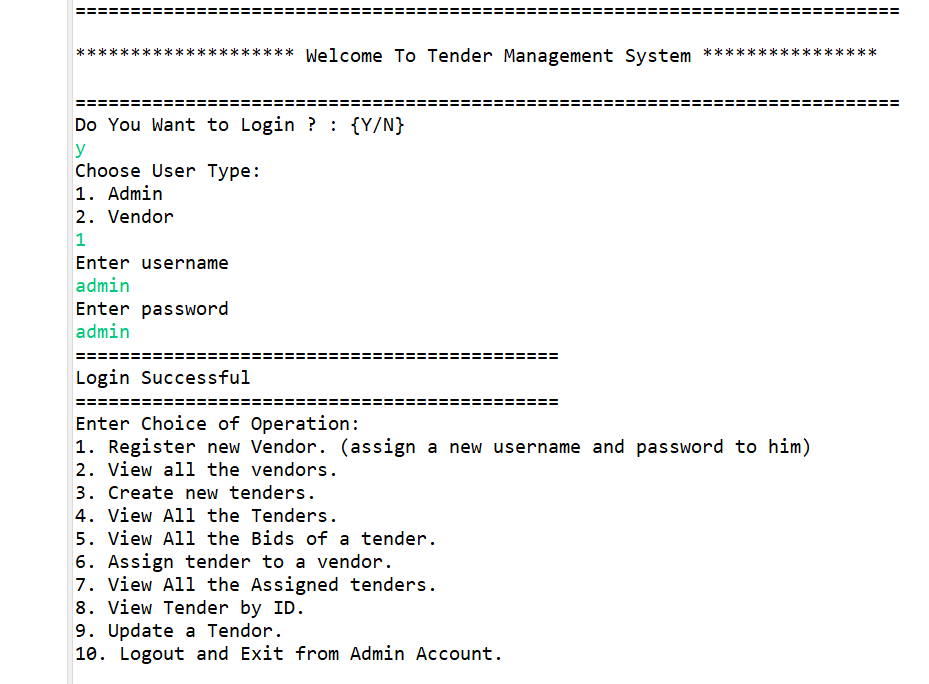 ===========================================================================
******************** Welcome To Tender Management System ****************
===========================================================================
Do You Want to Login ? : {Y/N}
y
Choose User Type:
1. Admin
2. Vendor
1
Enter username
admin
Enter password
admin
============================================
Login Successful
============================================
Enter Choice of Operation:
1. Register new Vendor. (assign a new username and password to him)
2. View all the vendors.
3. Create new tenders.
4. View All the Tenders.
5. View All the Bids of a tender.
6. Assign tender to a vendor.
7. View All the Assigned tenders.
8. View Tender by ID.
9. Update a Tendor.
10. Logout and Exit from Admin Account.